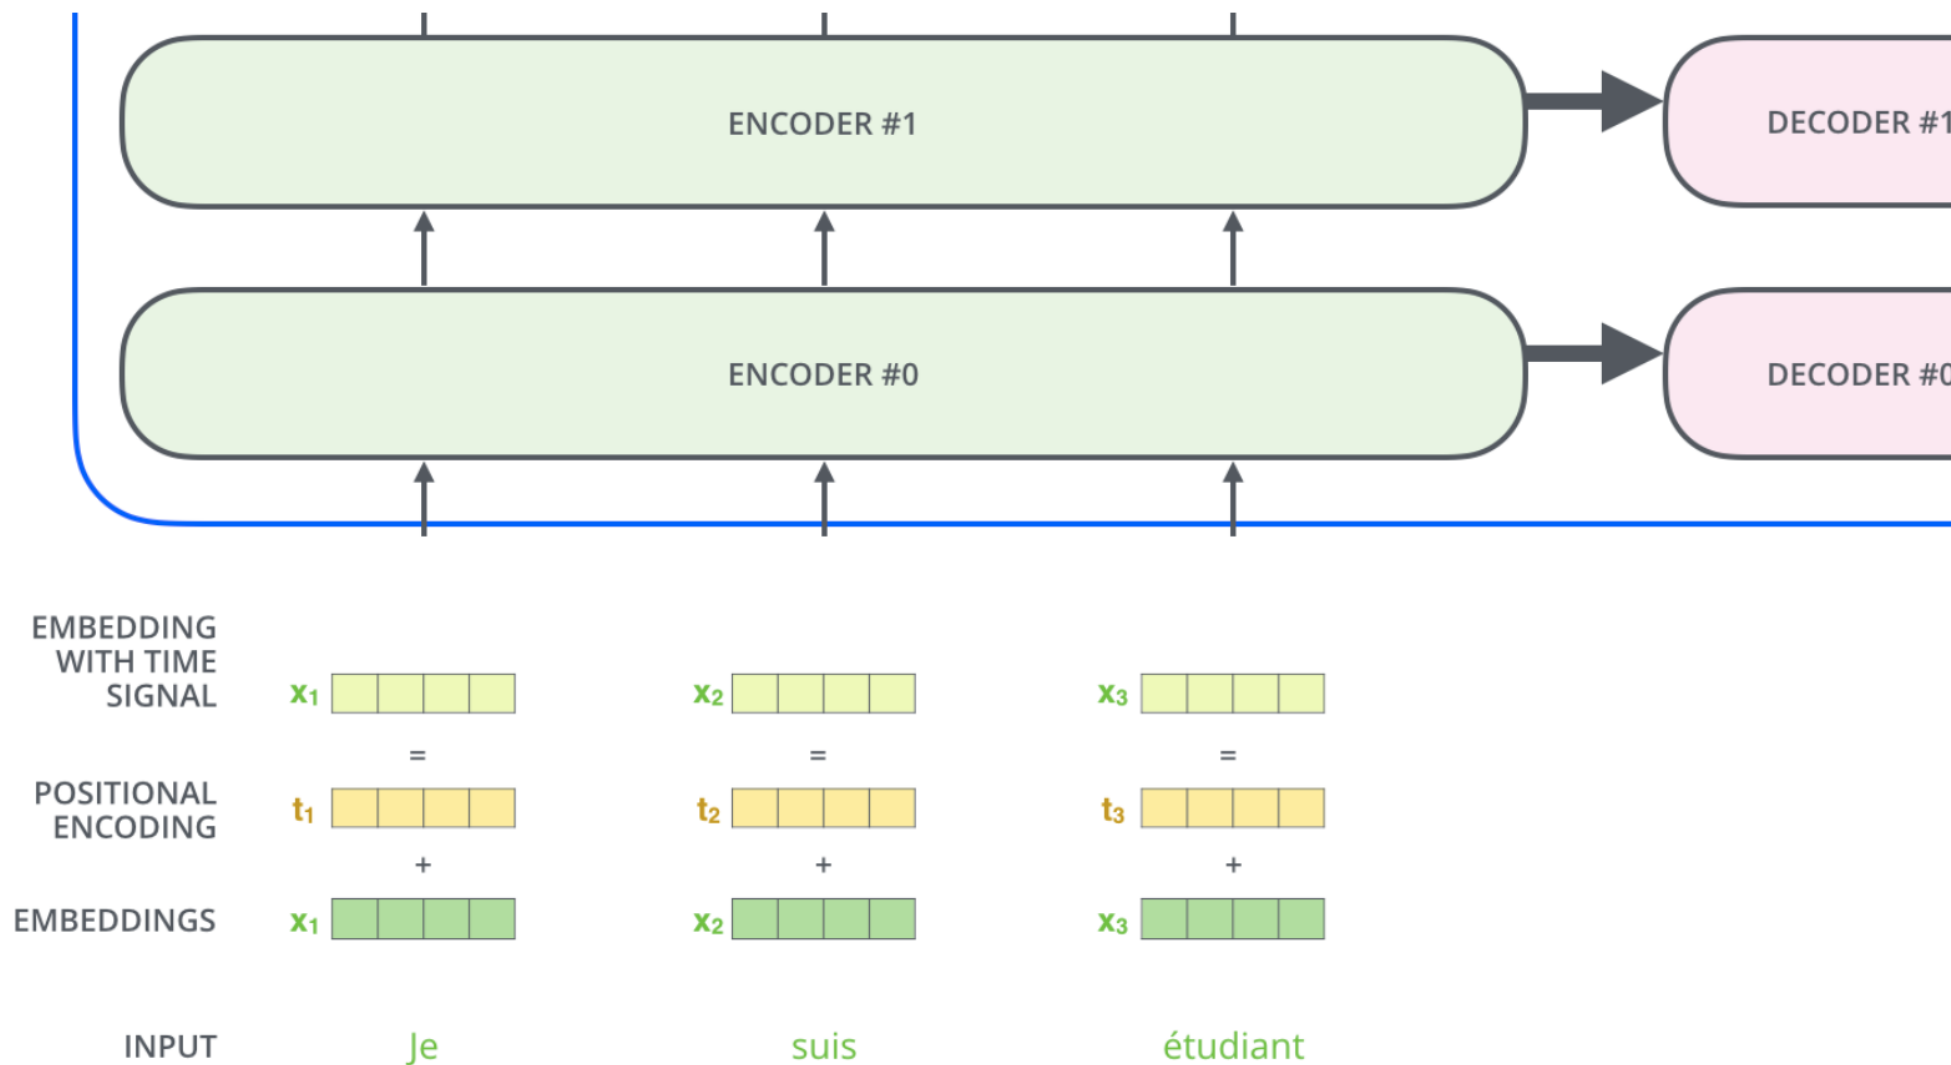 ENCODER #1
DECODER #1
ENCODER #0
DECODER #0
EMBEDDING
WITH TIME
SIGNAL
x1
x2
x3
=
=
=
POSITIONAL
ENCODING
t1
t2
t3
+
+
+
EMBEDDINGS
x1
x2
x3
INPUT
Je
suis
étudiant